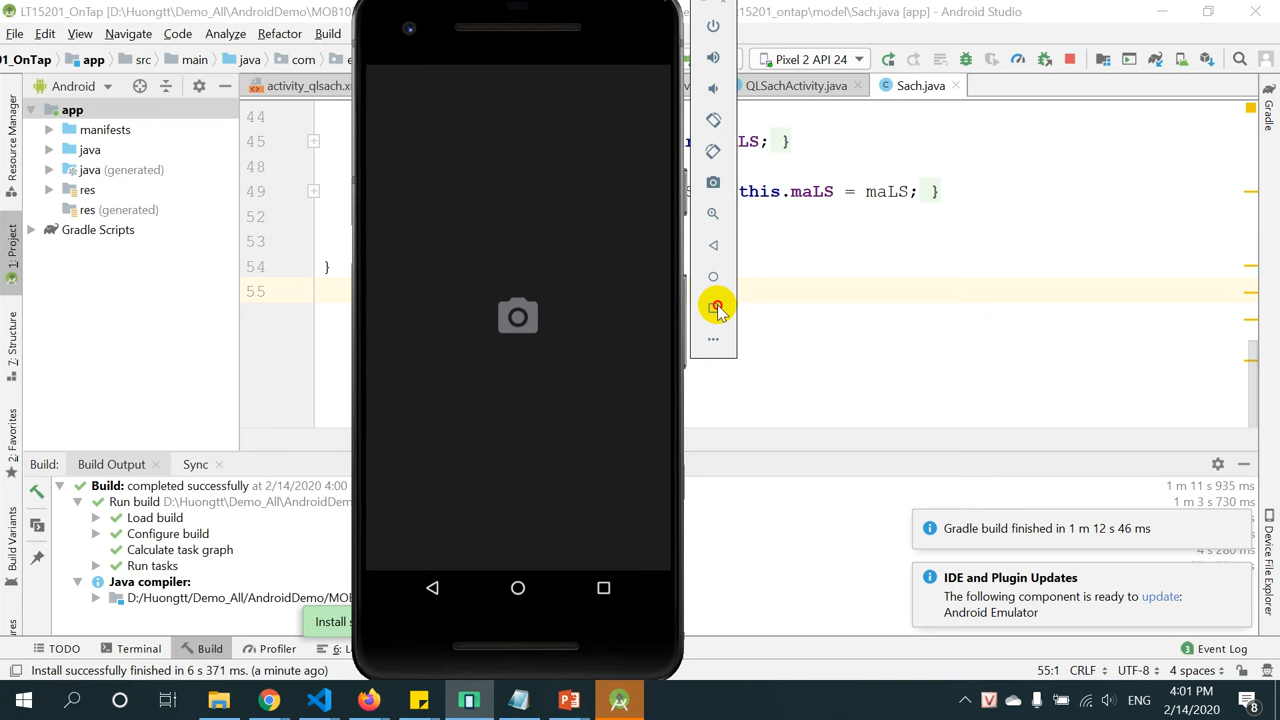 LT15201_OnTap [D:\Huongtt\Demo_All\AndroidDemo\MOB10
_15201_ontap\model\Sach.java [app] - Android Studio
File Edit View Navigate Code Analyze Refactor Build
01_OnTap app src main java com
Pixel 2 API 24
Android
activity_qlsach.x
QLSachActivity.java
Sach.java
app
manifests
java
java (generated)
res
res (generated)
Gradle Scripts
Resource Manager
1: Project
7: Structure
2: Favorites
Build Variants
Gradle
Device File Explorer
44
45
LS; }
48
49
this.maLS = maLS; }
52
53
54 }
55
Build: Build Output Sync
Build: completed successfully at 2/14/2020 4:00
1 m 11 s 935 ms
Run build D:\Huongtt\Demo_All\AndroidDem
1 m 3 s 730 ms
Load build
Configure build
Calculate task graph
Run tasks
Java compiler:
D:/Huongtt/Demo_All/AndroidDemo/MOB
Gradle build finished in 1 m 12 s 46 ms
IDE and Plugin Updates
The following component is ready to update:
Android Emulator
Install s
TODO Terminal Build Profiler 6: L
Event Log
Install successfully finished in 6 s 371 ms. (a minute ago)
55:1 CRLF UTF-8 4 spaces
ENG
4:01 PM
2/14/2020
8